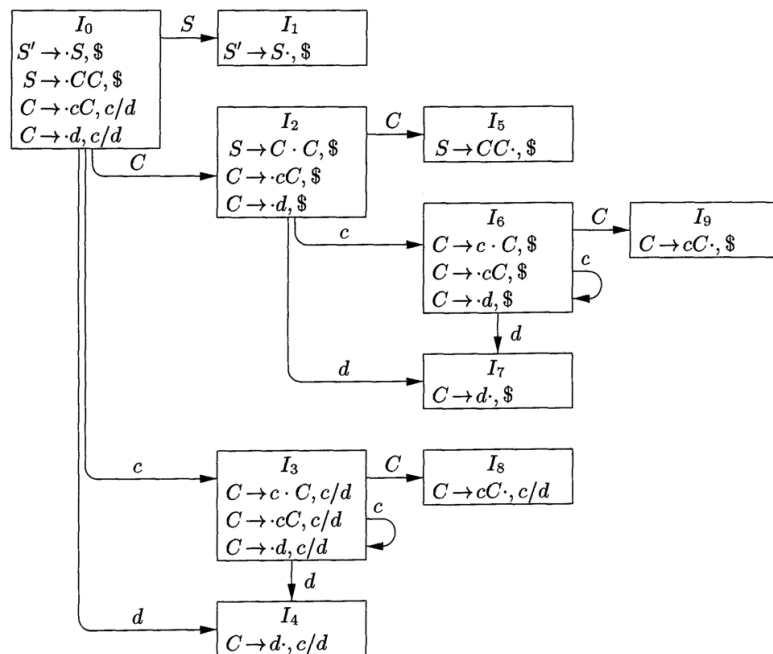 I₀
S' → ·S, $
S → ·CC, $
C → ·cC, c/d
C → ·d, c/d
S
I₁
S' → S·, $
C
I₂
S → C · C, $
C → ·cC, $
C → ·d, $
C
I₅
S → CC·, $
c
I₆
C → c · C, $
C → ·cC, $
C → ·d, $
C
I₉
C → cC·, $
c
d
d
I₇
C → d·, $
c
I₃
C → c · C, c/d
C → ·cC, c/d
C → ·d, c/d
C
I₈
C → cC·, c/d
c
d
d
I₄
C → d·, c/d